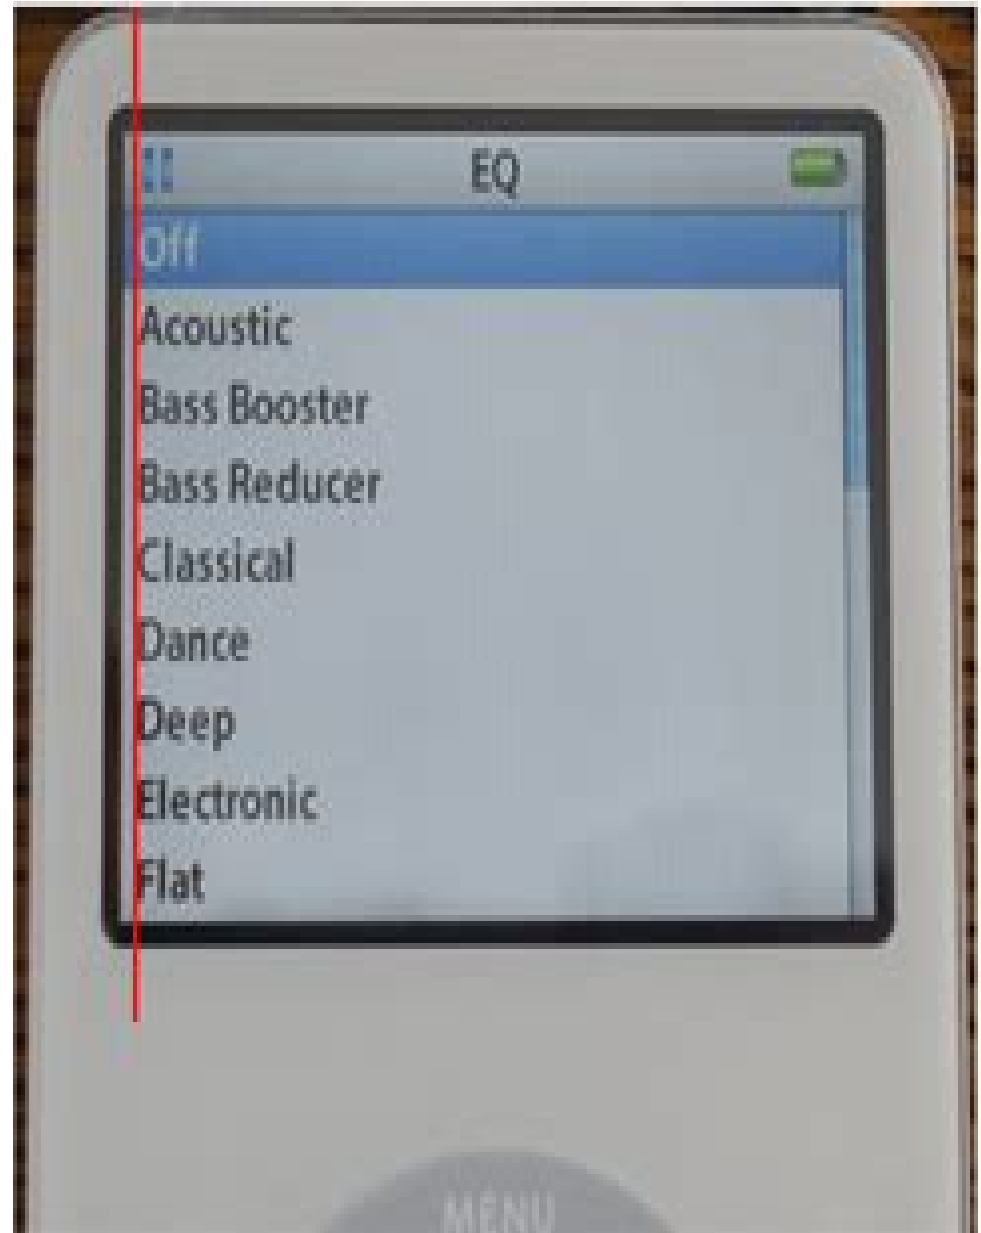 EQ
Off
Acoustic
Bass Booster
Bass Reducer
Classical
Dance
Deep
Electronic
Flat
MENU